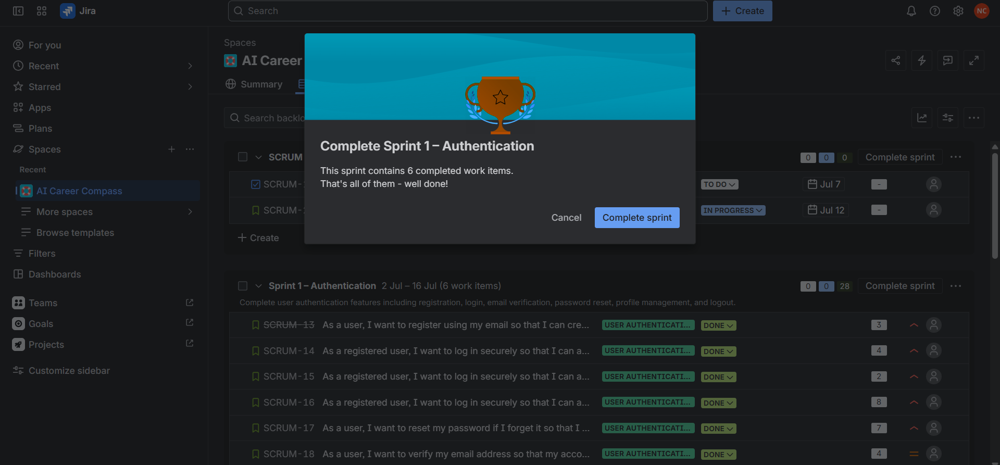 Jira
Search
Create
NC
For you
Recent
Starred
Apps
Plans
Spaces
Recent
AI Career Compass
More spaces
Browse templates
Filters
Dashboards
Teams
Goals
Projects
Customize sidebar
Spaces
AI Career
Summary
Search backlo
Complete Sprint 1 – Authentication
This sprint contains 6 completed work items.
That's all of them - well done!
Cancel
Complete sprint
SCRUM
0 0 0 Complete sprint
SCRUM- TO DO Jul 7 -
SCRUM- IN PROGRESS Jul 12 -
Create
Sprint 1 – Authentication 2 Jul – 16 Jul (6 work items) 0 0 28 Complete sprint
Complete user authentication features including registration, login, email verification, password reset, profile management, and logout.
SCRUM-13 As a user, I want to register using my email so that I can cre... USER AUTHENTICATI... DONE 3
SCRUM-14 As a registered user, I want to log in securely so that I can a... USER AUTHENTICATI... DONE 4
SCRUM-15 As a registered user, I want to log in securely so that I can a... USER AUTHENTICATI... DONE 2
SCRUM-16 As a registered user, I want to log in securely so that I can a... USER AUTHENTICATI... DONE 8
SCRUM-17 As a user, I want to reset my password if I forget it so that I ... USER AUTHENTICATI... DONE 7
SCRUM-18 As a user, I want to verify my email address so that my acco... USER AUTHENTICATI... DONE 4